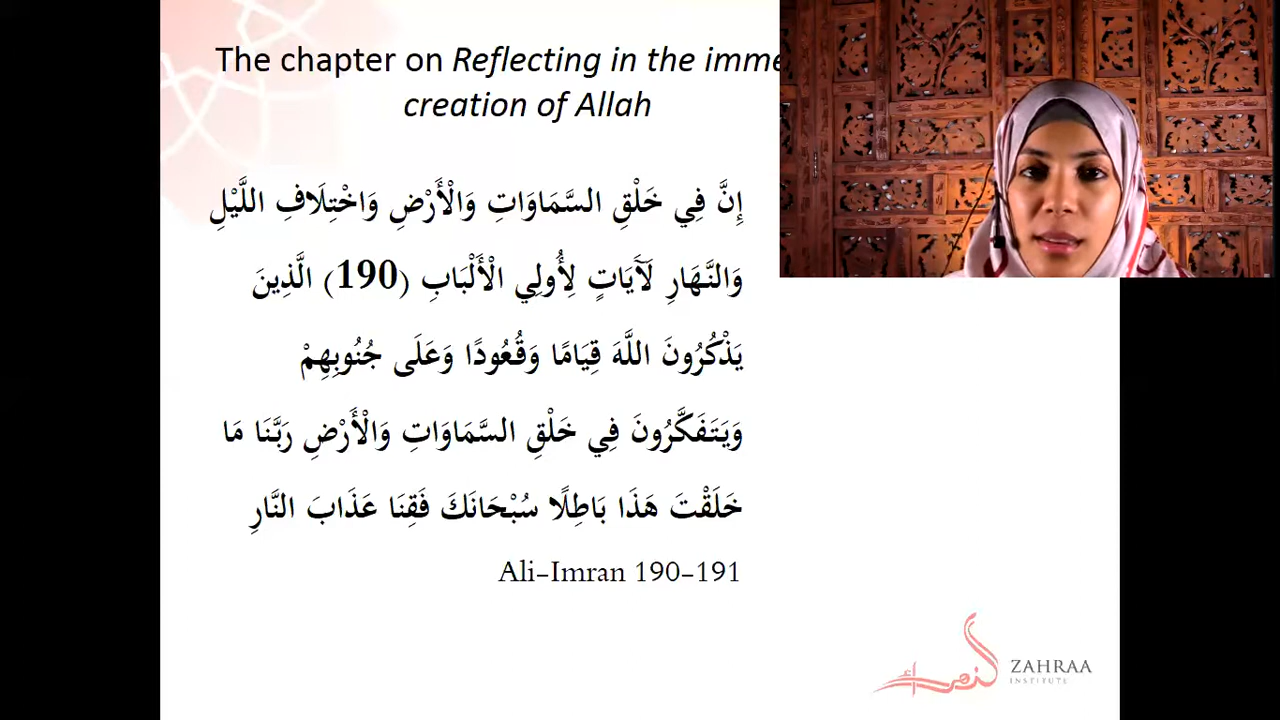 The chapter on Reflecting in the
creation of Allah
إِنَّ فِي خَلْقِ السَّمَاوَاتِ وَالْأَرْضِ وَاخْتِلَافِ اللَّيْلِ
وَالنَّهَارِ لَآَيَاتٍ لِأُولِي الْأَلْبَابِ (190) الَّذِينَ
يَذْكُرُونَ اللَّهَ قِيَامًا وَقُعُودًا وَعَلَى جُنُوبِهِمْ
وَيَتَفَكَّرُونَ فِي خَلْقِ السَّمَاوَاتِ وَالْأَرْضِ رَبَّنَا مَا
خَلَقْتَ هَذَا بَاطِلًا سُبْحَانَكَ فَقِنَا عَذَابَ النَّارِ
Ali-Imran 190-191
الزهراء
ZAHRAA
INSTITUTE